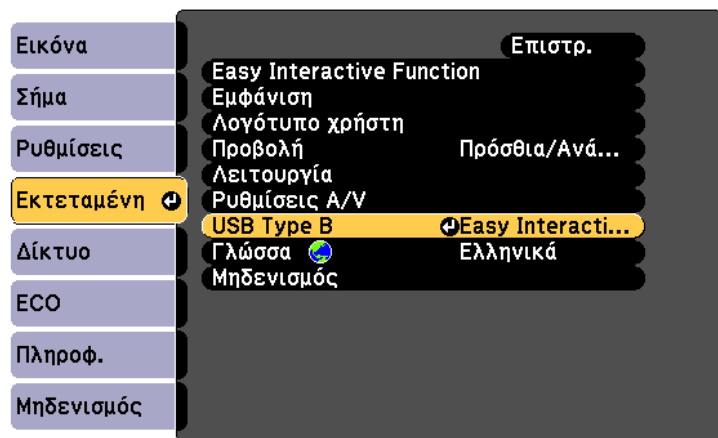 Εικόνα
Σήμα
Ρυθμίσεις
Εκτεταμένη
Δίκτυο
ECO
Πληροφ.
Μηδενισμός
Επιστρ.
Easy Interactive Function
Εμφάνιση
Λογότυπο χρήστη
Προβολή Πρόσθια/Ανά...
Λειτουργία
Ρυθμίσεις A/V
USB Type B Easy Interacti...
Γλώσσα Ελληνικά
Μηδενισμός